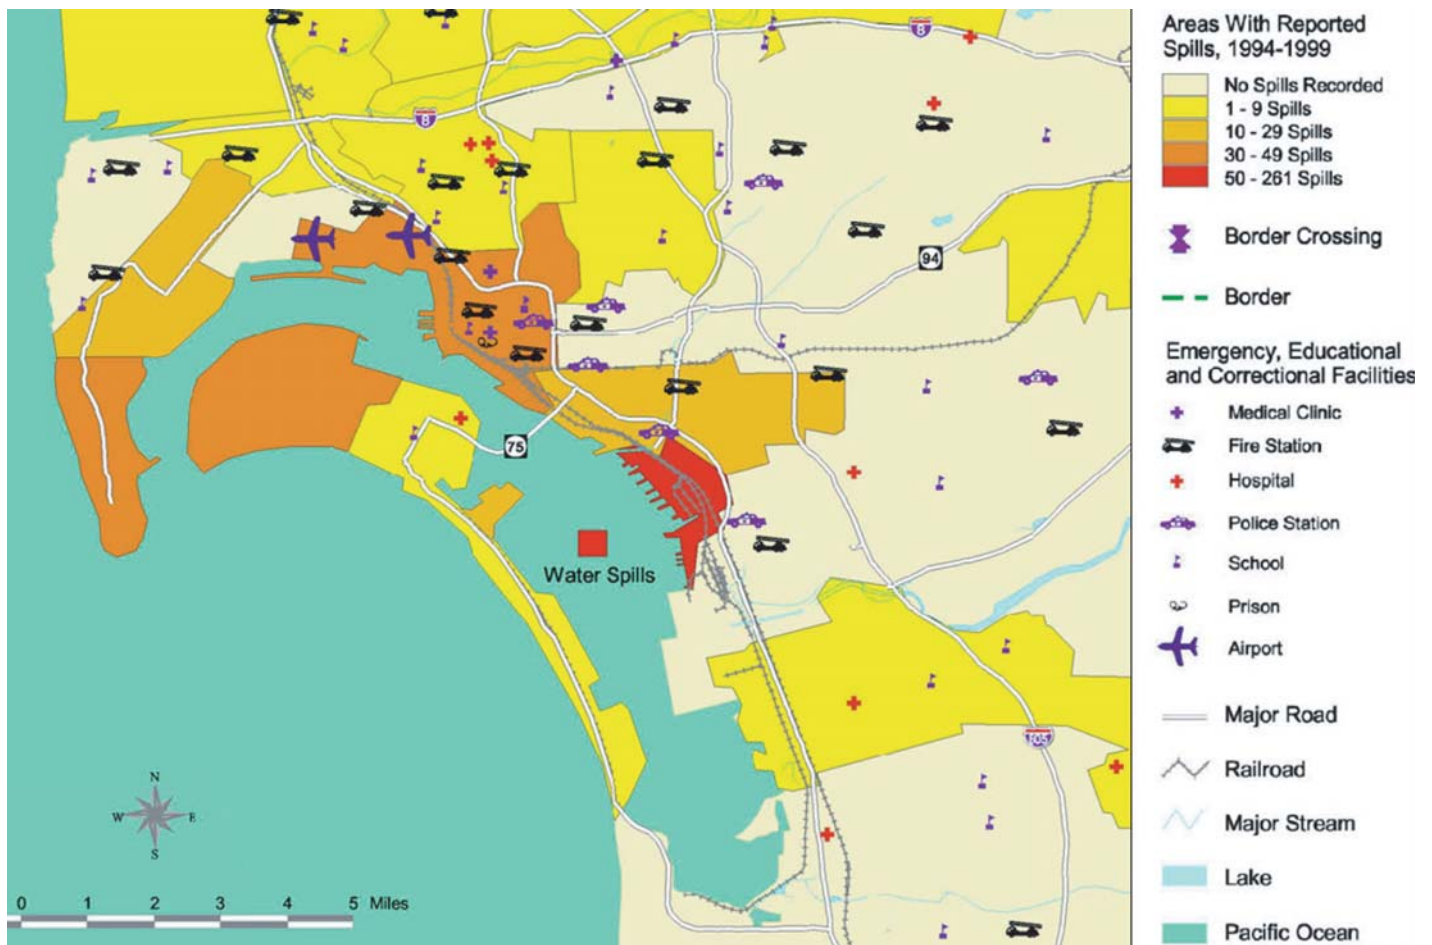 Areas With Reported
Spills, 1994-1999
No Spills Recorded
1 - 9 Spills
10 - 29 Spills
30 - 49 Spills
50 - 261 Spills
Border Crossing
Border
Emergency, Educational
and Correctional Facilities
Medical Clinic
Fire Station
Hospital
Police Station
School
Prison
Airport
Major Road
Railroad
Major Stream
Lake
Pacific Ocean
8
8
94
75
Water Spills
N
W E
S
0 1 2 3 4 5 Miles